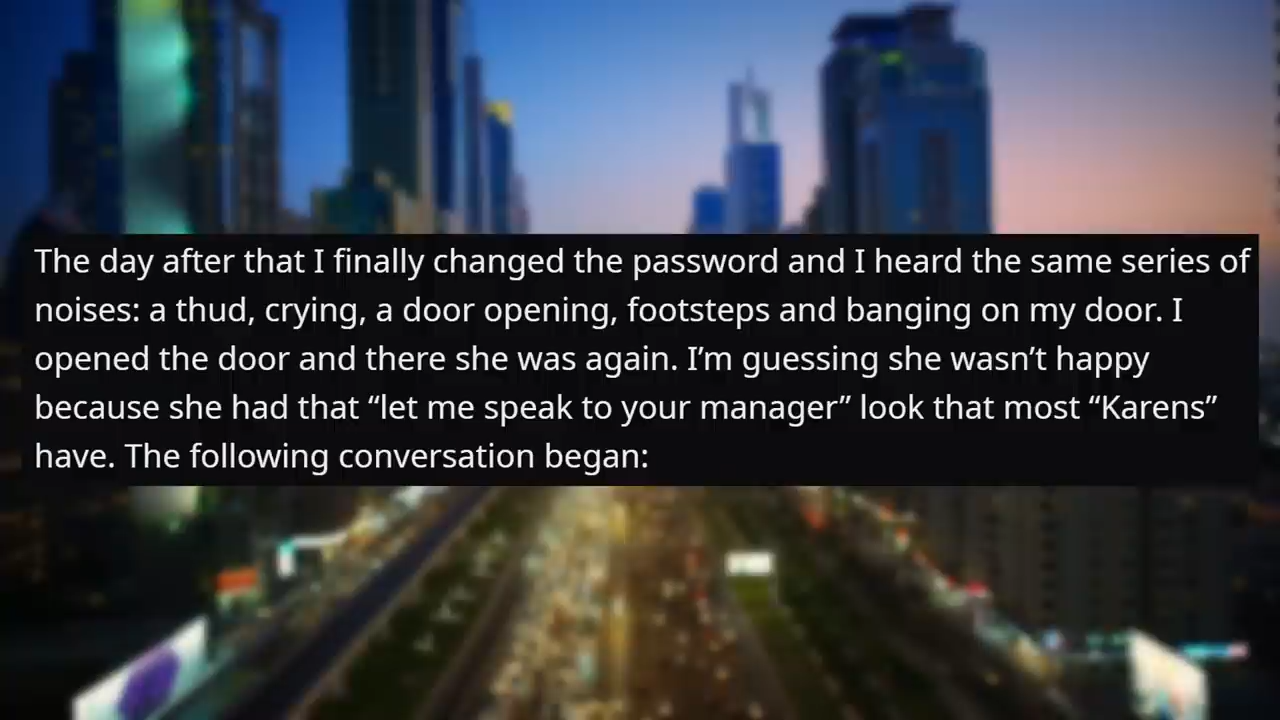 The day after that I finally changed the password and I heard the same series of
noises: a thud, crying, a door opening, footsteps and banging on my door. I
opened the door and there she was again. I’m guessing she wasn’t happy
because she had that “let me speak to your manager” look that most “Karens”
have. The following conversation began: